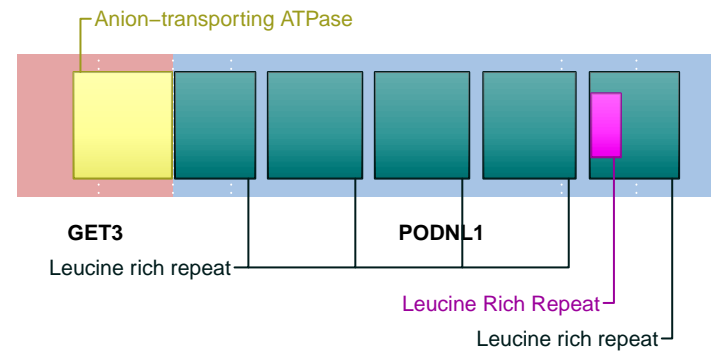 Anion−transporting ATPase
GET3
PODNL1
Leucine rich repeat
Leucine Rich Repeat
Leucine rich repeat